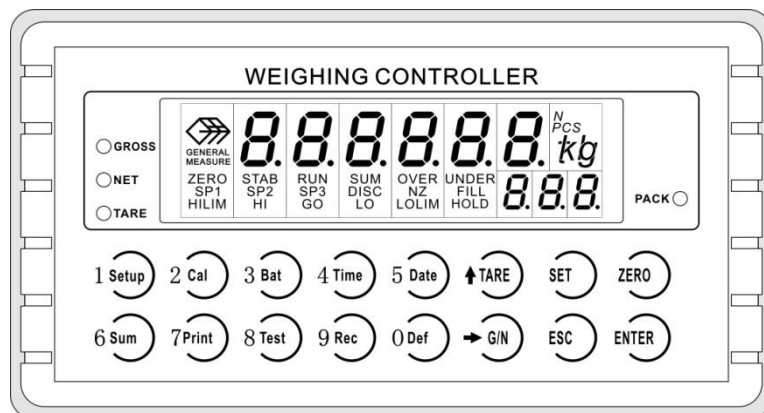 WEIGHING CONTROLLER
GROSS
NET
TARE
GENERAL
MEASURE
8.8.8.8.8.8.
N
PCS
tkg
ZERO STAB RUN SUM OVER UNDER
SP1 SP2 SP3 DISC NZ FILL
HILIM HI GO LO LOLIM HOLD
8.8.8.
PACK
1 Setup 2 Cal 3 Bat 4 Time 5 Date ↑TARE SET ZERO
6 Sum 7Print 8 Test 9 Rec 0 Def → G/N ESC ENTER